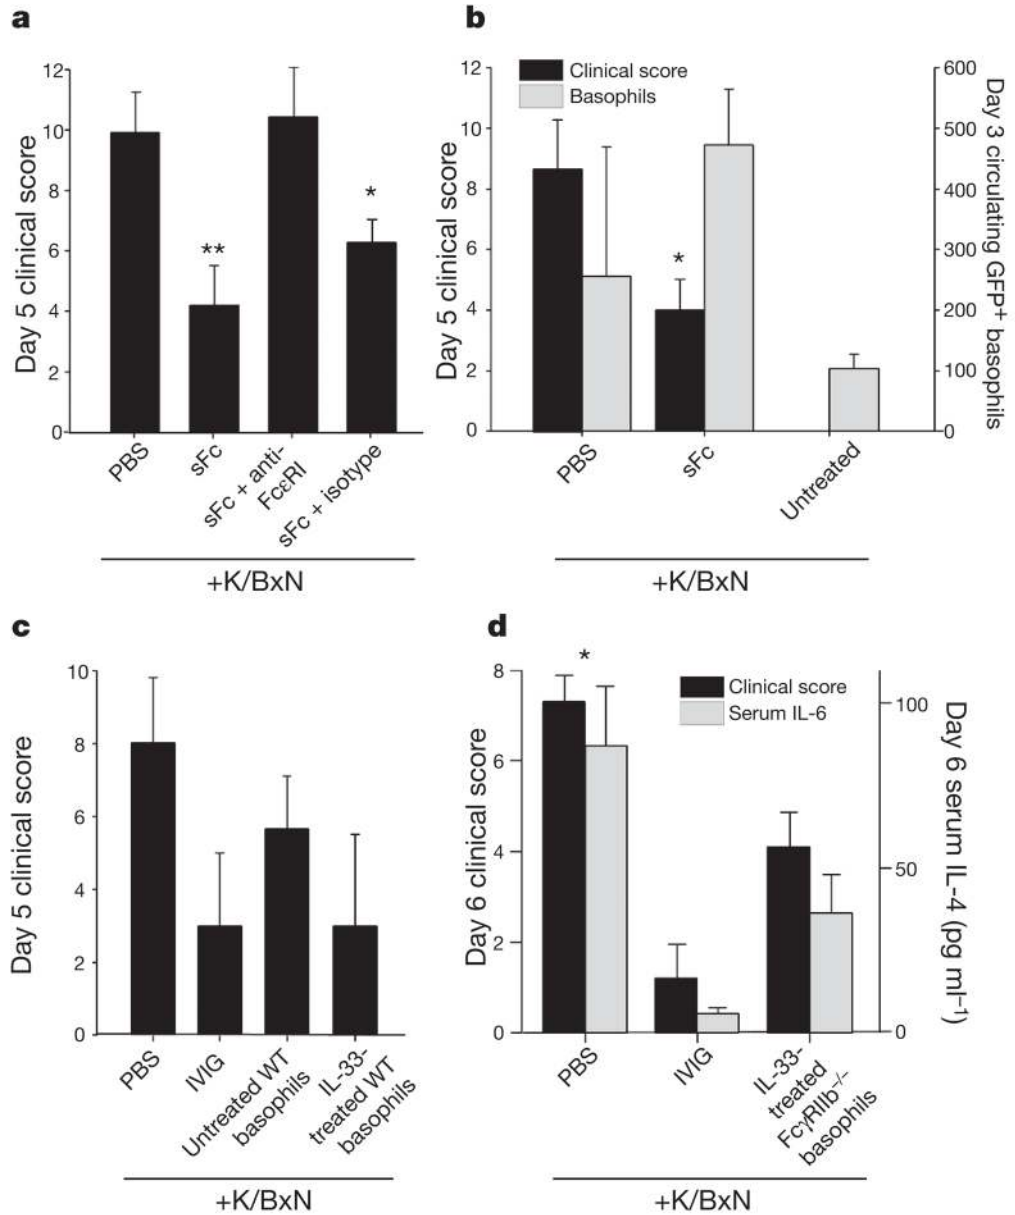 a
Day 5 clinical score
12
10
8
6
4
2
0
**
*
PBS
sFc
sFc + anti-
FcεRI
sFc + isotype
+K/BxN
b
Clinical score
Basophils
Day 5 clinical score
12
10
8
6
4
2
0
*
600
500
400
300
200
100
0
Day 3 circulating GFP+ basophils
PBS
sFc
Untreated
+K/BxN
c
Day 5 clinical score
10
8
6
4
2
0
PBS
IVIG
Untreated WT
basophils
IL-33-
treated WT
basophils
+K/BxN
d
*
Clinical score
Serum IL-6
Day 6 clinical score
8
6
4
2
0
100
50
0
Day 6 serum IL-4 (pg ml⁻¹)
PBS
IVIG
IL-33-
treated
FcγRIIb⁻/⁻
basophils
+K/BxN